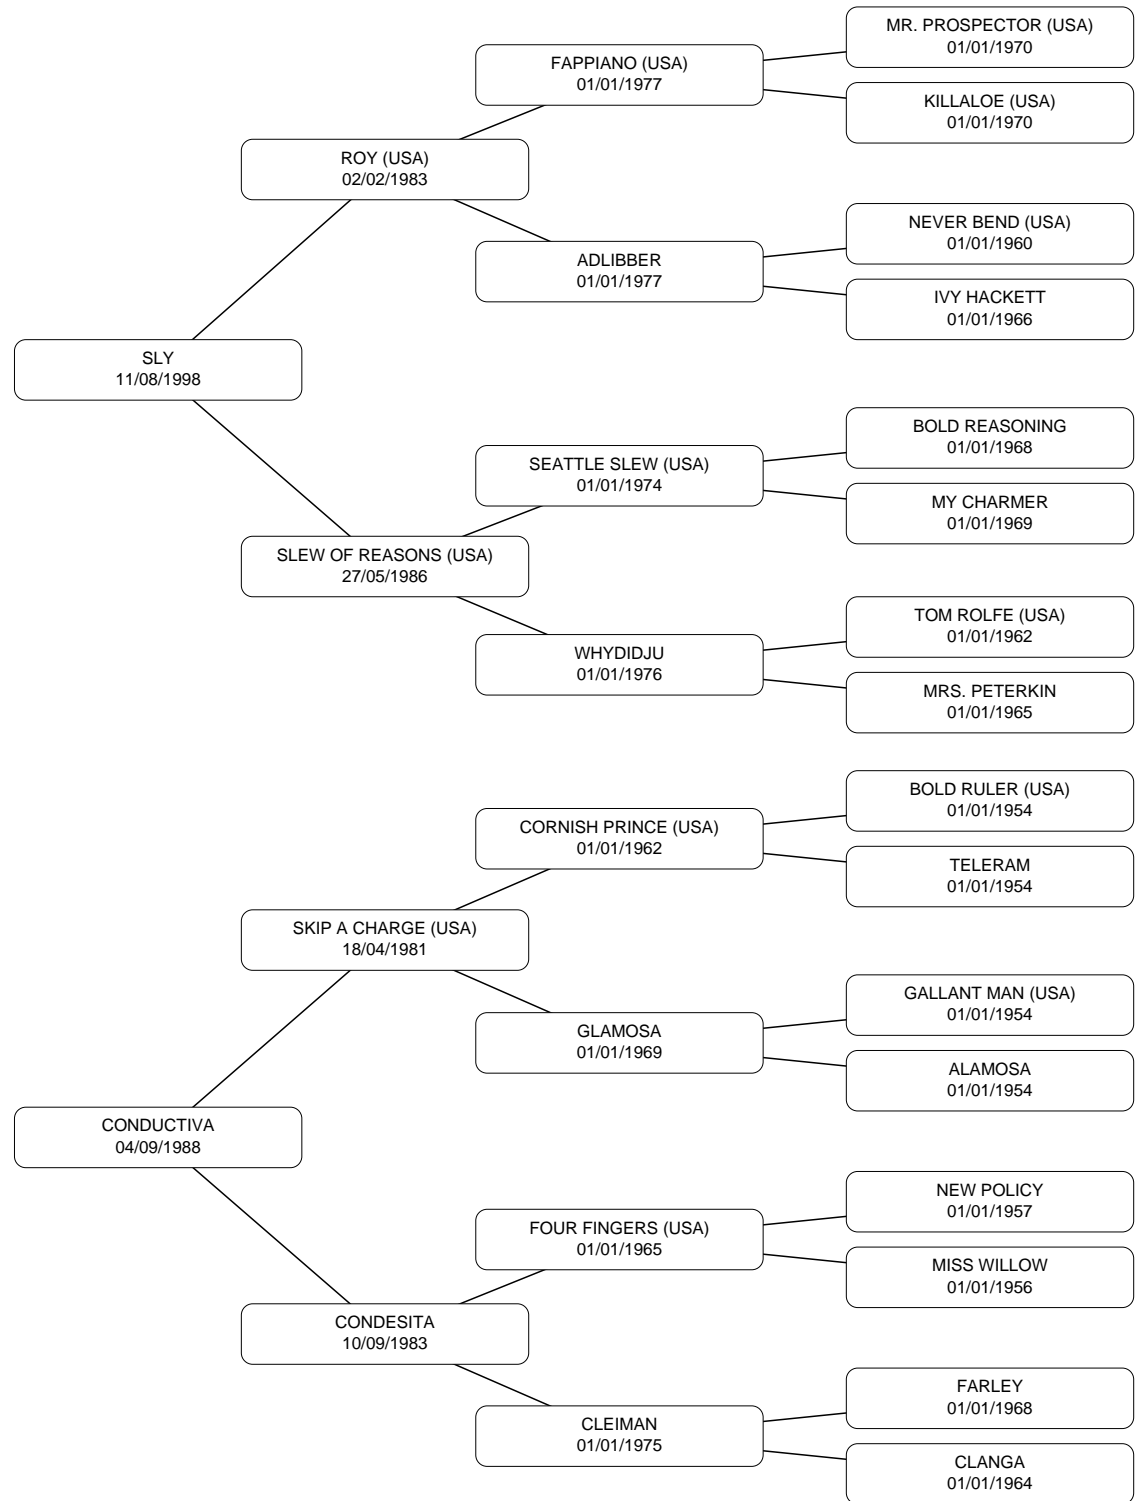 MR. PROSPECTOR (USA)
01/01/1970
FAPPIANO (USA)
01/01/1977
KILLALOE (USA)
01/01/1970
ROY (USA)
02/02/1983
NEVER BEND (USA)
01/01/1960
ADLIBBER
01/01/1977
IVY HACKETT
01/01/1966
SLY
11/08/1998
BOLD REASONING
01/01/1968
SEATTLE SLEW (USA)
01/01/1974
MY CHARMER
01/01/1969
SLEW OF REASONS (USA)
27/05/1986
TOM ROLFE (USA)
01/01/1962
WHYDIDJU
01/01/1976
MRS. PETERKIN
01/01/1965
BOLD RULER (USA)
01/01/1954
CORNISH PRINCE (USA)
01/01/1962
TELERAM
01/01/1954
SKIP A CHARGE (USA)
18/04/1981
GALLANT MAN (USA)
01/01/1954
GLAMOSA
01/01/1969
ALAMOSA
01/01/1954
CONDUCTIVA
04/09/1988
NEW POLICY
01/01/1957
FOUR FINGERS (USA)
01/01/1965
MISS WILLOW
01/01/1956
CONDESITA
10/09/1983
FARLEY
01/01/1968
CLEIMAN
01/01/1975
CLANGA
01/01/1964